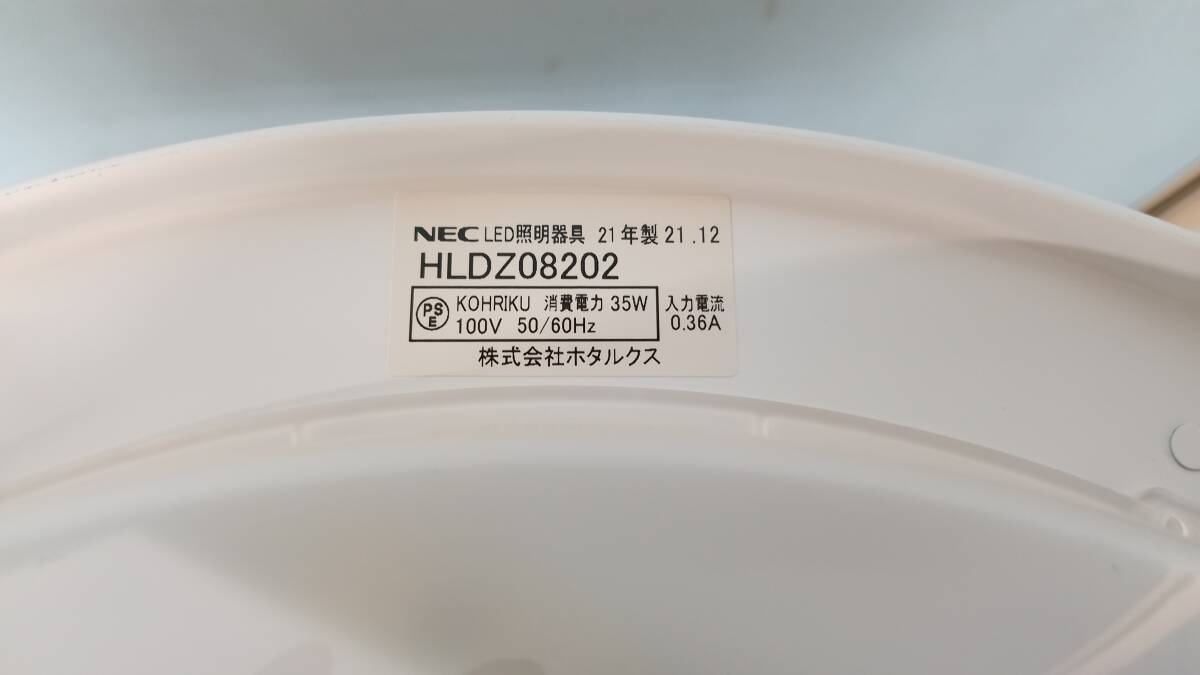 NEC LED照明器具 21年製 21.12
HLDZ08202
PSE KOHRIKU 消費電力 35W 入力電流
100V 50/60Hz 0.36A
株式会社ホタルクス